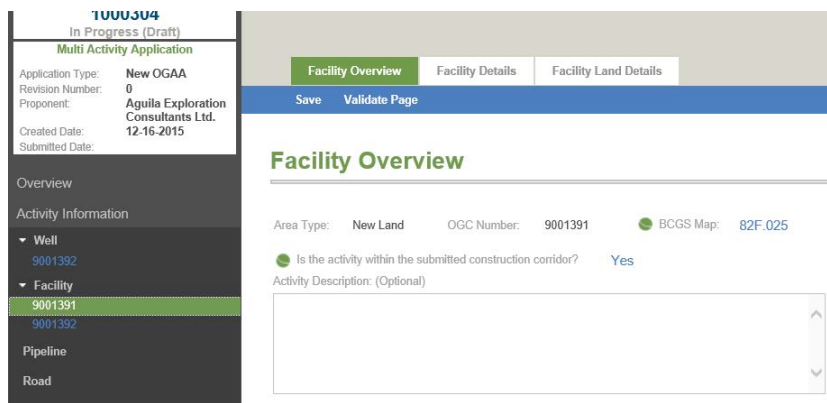 1000304
In Progress (Draft)
Multi Activity Application
Application Type: New OGAA
Revision Number: 0
Proponent: Aguila Exploration
Consultants Ltd.
Created Date: 12-16-2015
Submitted Date:
Overview
Activity Information
Well
9001392
Facility
9001391
9001392
Pipeline
Road
Facility Overview Facility Details Facility Land Details
Save Validate Page
Facility Overview
Area Type: New Land OGC Number: 9001391 BCGS Map: 82F.025
Is the activity within the submitted construction corridor? Yes
Activity Description: (Optional)